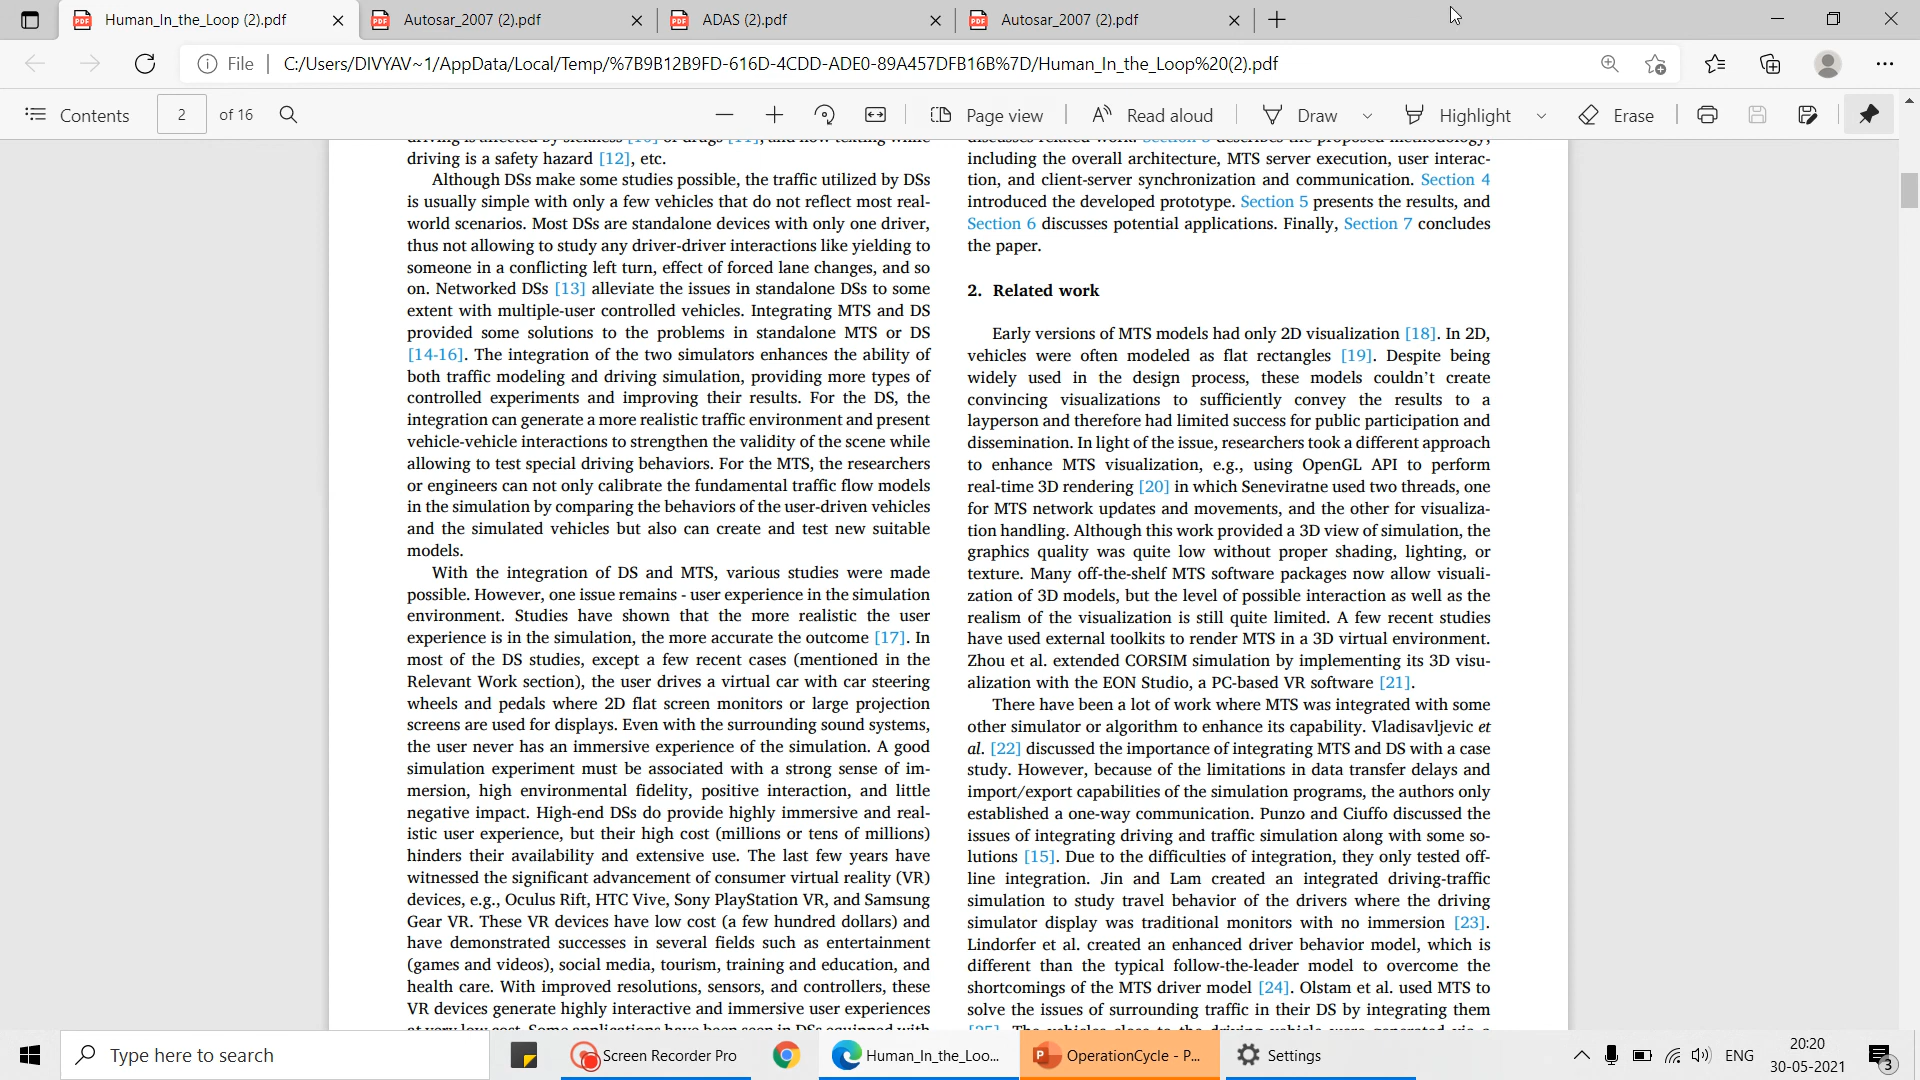 Human_In_the_Loop (2).pdf
Autosar_2007 (2).pdf
ADAS (2).pdf
Autosar_2007 (2).pdf
File
C:/Users/DIVYAV~1/AppData/Local/Temp/%7B9B12B9FD-616D-4CDD-ADE0-89A457DFB16B%7D/Human_In_the_Loop%20(2).pdf
Contents
2
of 16
Page view
Read aloud
Draw
Highlight
Erase
driving is a safety hazard [12], etc.
Although DSs make some studies possible, the traffic utilized by DSs
is usually simple with only a few vehicles that do not reflect most real-
world scenarios. Most DSs are standalone devices with only one driver,
thus not allowing to study any driver-driver interactions like yielding to
someone in a conflicting left turn, effect of forced lane changes, and so
on. Networked DSs [13] alleviate the issues in standalone DSs to some
extent with multiple-user controlled vehicles. Integrating MTS and DS
provided some solutions to the problems in standalone MTS or DS
[14-16]. The integration of the two simulators enhances the ability of
both traffic modeling and driving simulation, providing more types of
controlled experiments and improving their results. For the DS, the
integration can generate a more realistic traffic environment and present
vehicle-vehicle interactions to strengthen the validity of the scene while
allowing to test special driving behaviors. For the MTS, the researchers
or engineers can not only calibrate the fundamental traffic flow models
in the simulation by comparing the behaviors of the user-driven vehicles
and the simulated vehicles but also can create and test new suitable
models.
With the integration of DS and MTS, various studies were made
possible. However, one issue remains - user experience in the simulation
environment. Studies have shown that the more realistic the user
experience is in the simulation, the more accurate the outcome [17]. In
most of the DS studies, except a few recent cases (mentioned in the
Relevant Work section), the user drives a virtual car with car steering
wheels and pedals where 2D flat screen monitors or large projection
screens are used for displays. Even with the surrounding sound systems,
the user never has an immersive experience of the simulation. A good
simulation experiment must be associated with a strong sense of im-
mersion, high environmental fidelity, positive interaction, and little
negative impact. High-end DSs do provide highly immersive and real-
istic user experience, but their high cost (millions or tens of millions)
hinders their availability and extensive use. The last few years have
witnessed the significant advancement of consumer virtual reality (VR)
devices, e.g., Oculus Rift, HTC Vive, Sony PlayStation VR, and Samsung
Gear VR. These VR devices have low cost (a few hundred dollars) and
have demonstrated successes in several fields such as entertainment
(games and videos), social media, tourism, training and education, and
health care. With improved resolutions, sensors, and controllers, these
VR devices generate highly interactive and immersive user experiences
including the overall architecture, MTS server execution, user interac-
tion, and client-server synchronization and communication. Section 4
introduced the developed prototype. Section 5 presents the results, and
Section 6 discusses potential applications. Finally, Section 7 concludes
the paper.
2. Related work
Early versions of MTS models had only 2D visualization [18]. In 2D,
vehicles were often modeled as flat rectangles [19]. Despite being
widely used in the design process, these models couldn't create
convincing visualizations to sufficiently convey the results to a
layperson and therefore had limited success for public participation and
dissemination. In light of the issue, researchers took a different approach
to enhance MTS visualization, e.g., using OpenGL API to perform
real-time 3D rendering [20] in which Seneviratne used two threads, one
for MTS network updates and movements, and the other for visualiza-
tion handling. Although this work provided a 3D view of simulation, the
graphics quality was quite low without proper shading, lighting, or
texture. Many off-the-shelf MTS software packages now allow visuali-
zation of 3D models, but the level of possible interaction as well as the
realism of the visualization is still quite limited. A few recent studies
have used external toolkits to render MTS in a 3D virtual environment.
Zhou et al. extended CORSIM simulation by implementing its 3D visu-
alization with the EON Studio, a PC-based VR software [21].
There have been a lot of work where MTS was integrated with some
other simulator or algorithm to enhance its capability. Vladisavljevic et
al. [22] discussed the importance of integrating MTS and DS with a case
study. However, because of the limitations in data transfer delays and
import/export capabilities of the simulation programs, the authors only
established a one-way communication. Punzo and Ciuffo discussed the
issues of integrating driving and traffic simulation along with some so-
lutions [15]. Due to the difficulties of integration, they only tested off-
line integration. Jin and Lam created an integrated driving-traffic
simulation to study travel behavior of the drivers where the driving
simulator display was traditional monitors with no immersion [23].
Lindorfer et al. created an enhanced driver behavior model, which is
different than the typical follow-the-leader model to overcome the
shortcomings of the MTS driver model [24]. Olstam et al. used MTS to
solve the issues of surrounding traffic in their DS by integrating them
Type here to search
Screen Recorder Pro
Human_In_the_Loo...
OperationCycle - P...
Settings
ENG
20:20
30-05-2021
3